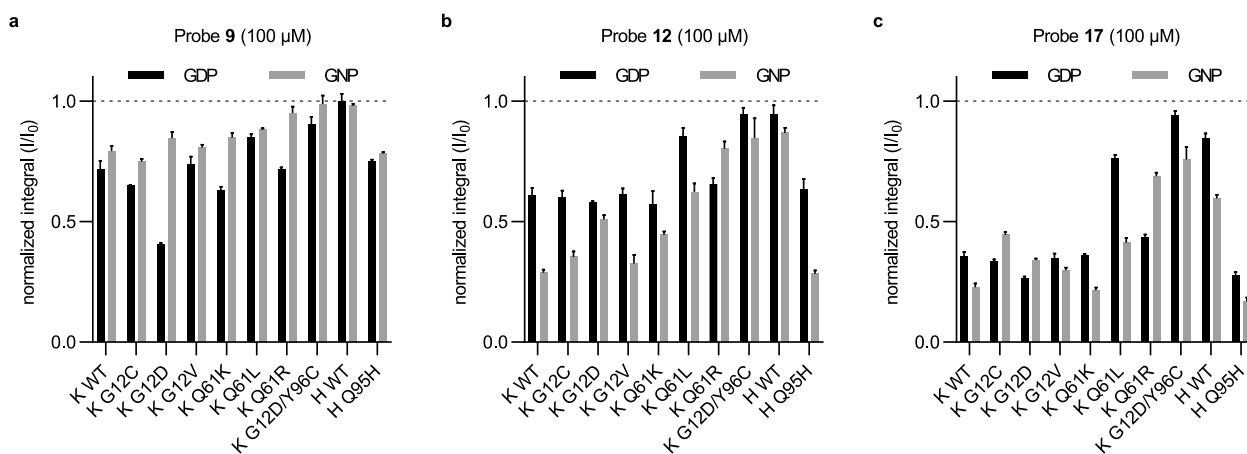 a
Probe 9 (100 μM)
GDP GNP
normalized integral (I/I0)
1.0
0.5
0.0
K WT
K G12C
K G12D
K G12V
K Q61K
K Q61L
K Q61R
K G12D/Y96C
H WT
H Q95H
b
Probe 12 (100 μM)
GDP GNP
normalized integral (I/I0)
1.0
0.5
0.0
K WT
K G12C
K G12D
K G12V
K Q61K
K Q61L
K Q61R
K G12D/Y96C
H WT
H Q95H
c
Probe 17 (100 μM)
GDP GNP
normalized integral (I/I0)
1.0
0.5
0.0
K WT
K G12C
K G12D
K G12V
K Q61K
K Q61L
K Q61R
K G12D/Y96C
H WT
H Q95H